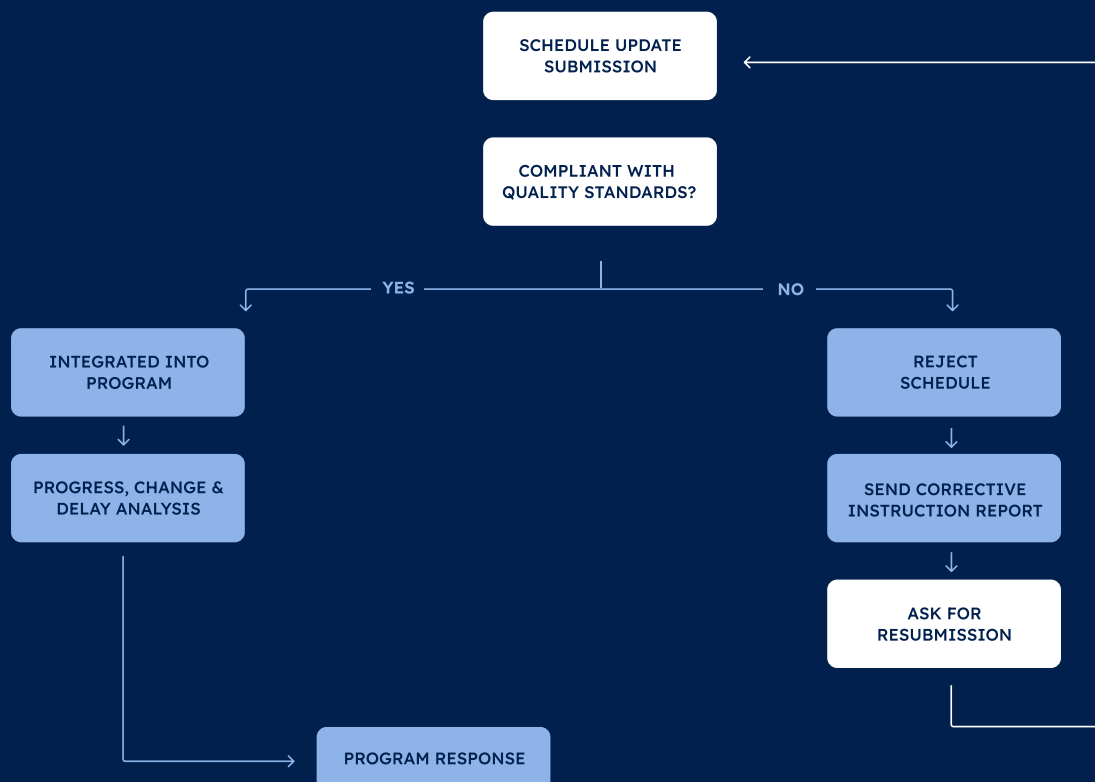 SCHEDULE UPDATE
SUBMISSION
COMPLIANT WITH
QUALITY STANDARDS?
YES
NO
INTEGRATED INTO
PROGRAM
REJECT
SCHEDULE
PROGRESS, CHANGE &
DELAY ANALYSIS
SEND CORRECTIVE
INSTRUCTION REPORT
ASK FOR
RESUBMISSION
PROGRAM RESPONSE